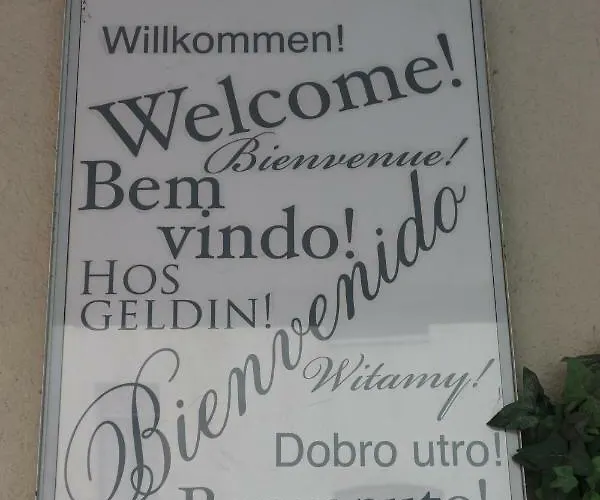 Willkommen!
Welcome!
Bienvenue!
Bem
vindo!
HOS
GELDIN!
Bienvenido
Witamy!
Dobro utro!